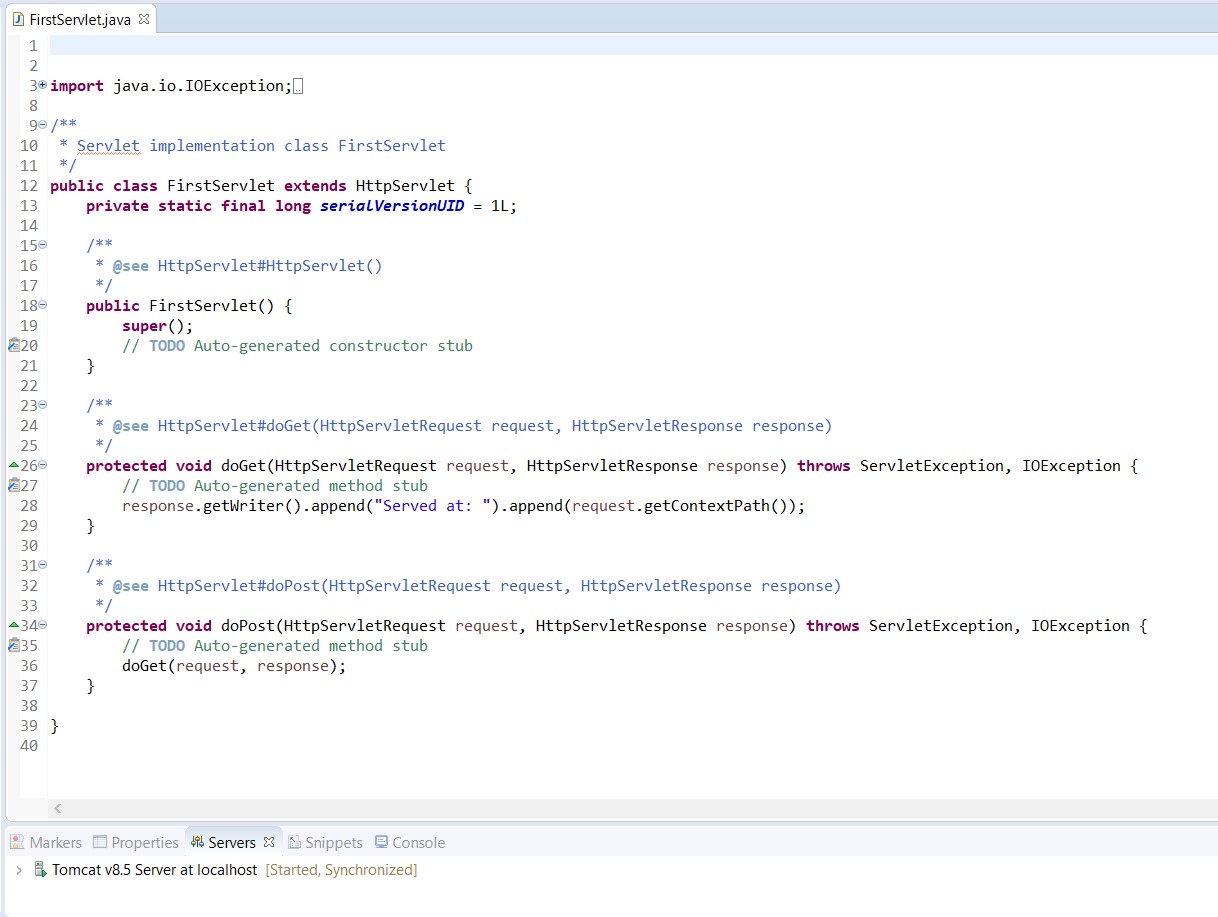 FirstServlet.java
1
2
3 import java.io.IOException;
8
9 /**
10 * Servlet implementation class FirstServlet
11 */
12 public class FirstServlet extends HttpServlet {
13 private static final long serialVersionUID = 1L;
14
15 /**
16 * @see HttpServlet#HttpServlet()
17 */
18 public FirstServlet() {
19 super();
20 // TODO Auto-generated constructor stub
21 }
22
23 /**
24 * @see HttpServlet#doGet(HttpServletRequest request, HttpServletResponse response)
25 */
26 protected void doGet(HttpServletRequest request, HttpServletResponse response) throws ServletException, IOException {
27 // TODO Auto-generated method stub
28 response.getWriter().append("Served at: ").append(request.getContextPath());
29 }
30
31 /**
32 * @see HttpServlet#doPost(HttpServletRequest request, HttpServletResponse response)
33 */
34 protected void doPost(HttpServletRequest request, HttpServletResponse response) throws ServletException, IOException {
35 // TODO Auto-generated method stub
36 doGet(request, response);
37 }
38
39 }
40
Markers Properties Servers Snippets Console
Tomcat v8.5 Server at localhost [Started, Synchronized]